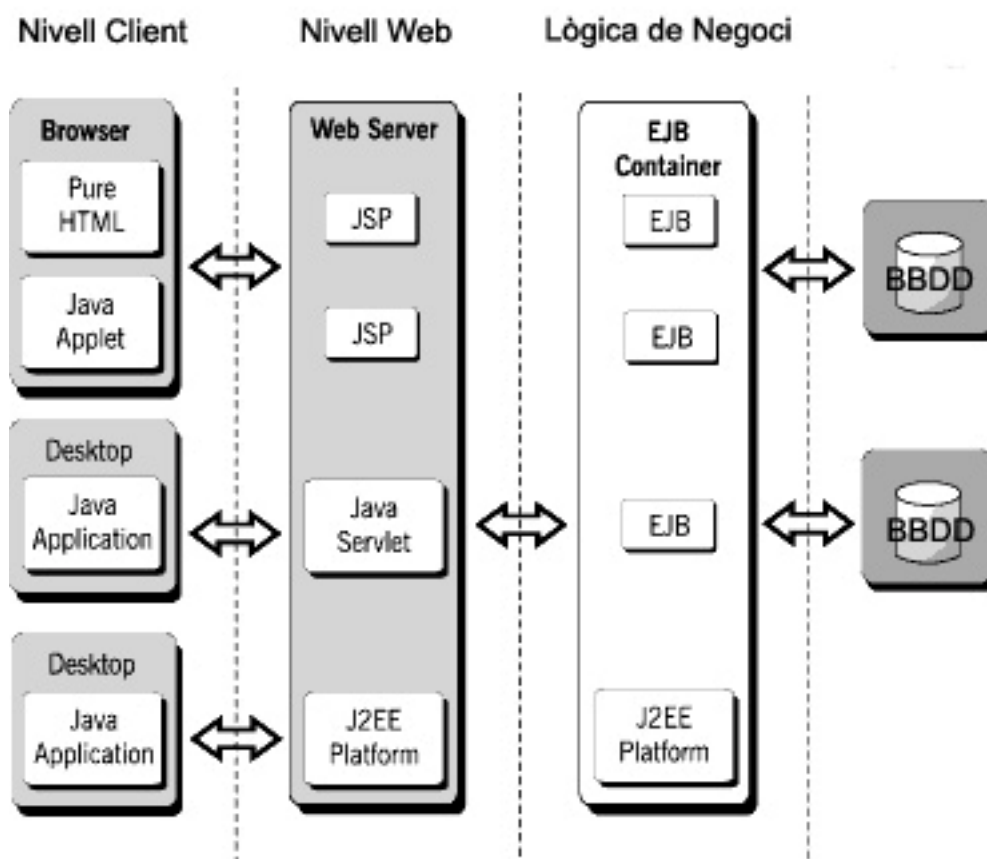 Nivell Client
Nivell Web
Lògica de Negoci
Browser
Pure
HTML
Java
Applet
Desktop
Java
Application
Desktop
Java
Application
Web Server
JSP
JSP
Java
Servlet
J2EE
Platform
EJB
Container
EJB
EJB
EJB
J2EE
Platform
BBDD
BBDD